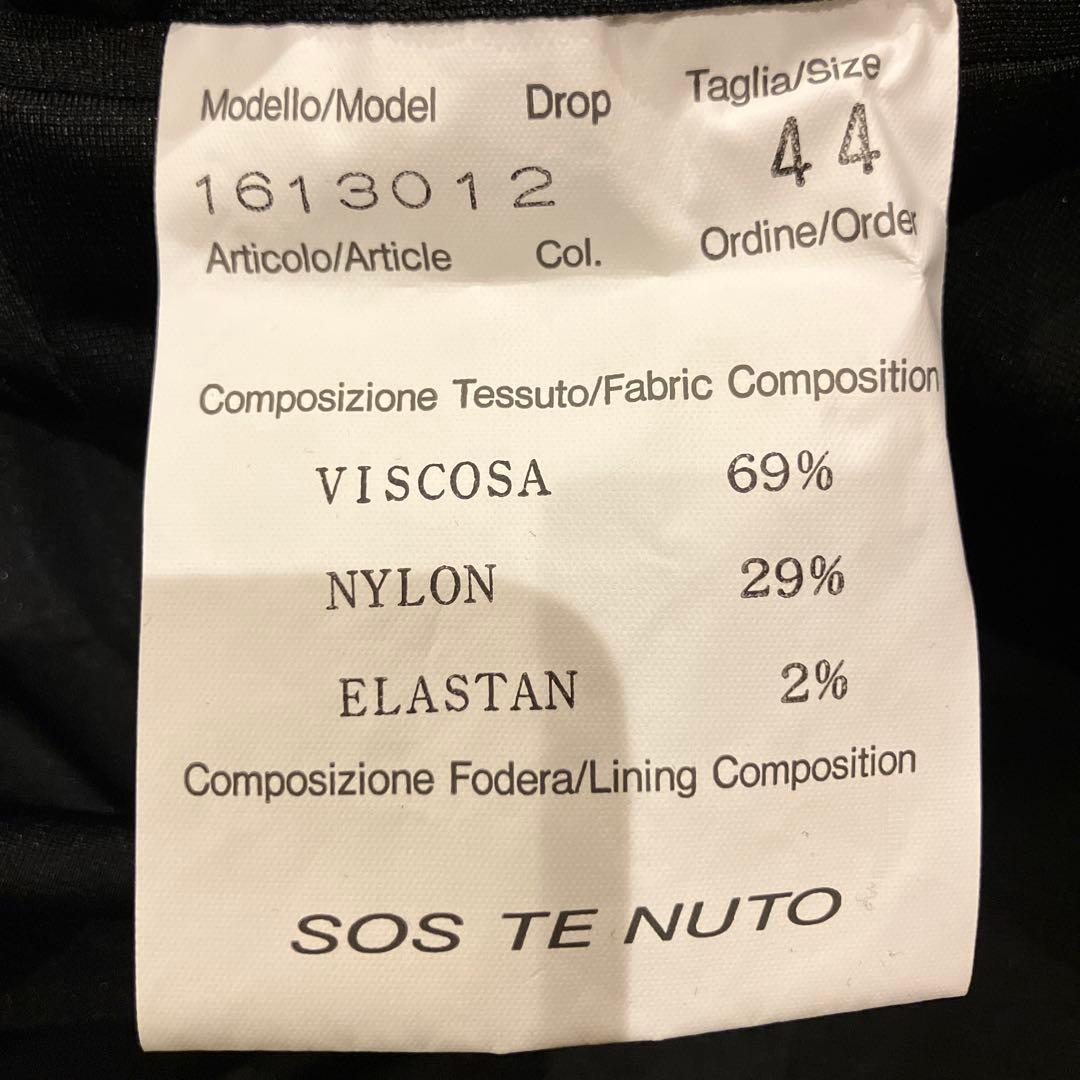 Modello/Model Drop Taglia/Size
1613012 44
Articolo/Article Col. Ordine/Order
Composizione Tessuto/Fabric Composition
VISCOSA 69%
NYLON 29%
ELASTAN 2%
Composizione Fodera/Lining Composition
SOS TE NUTO